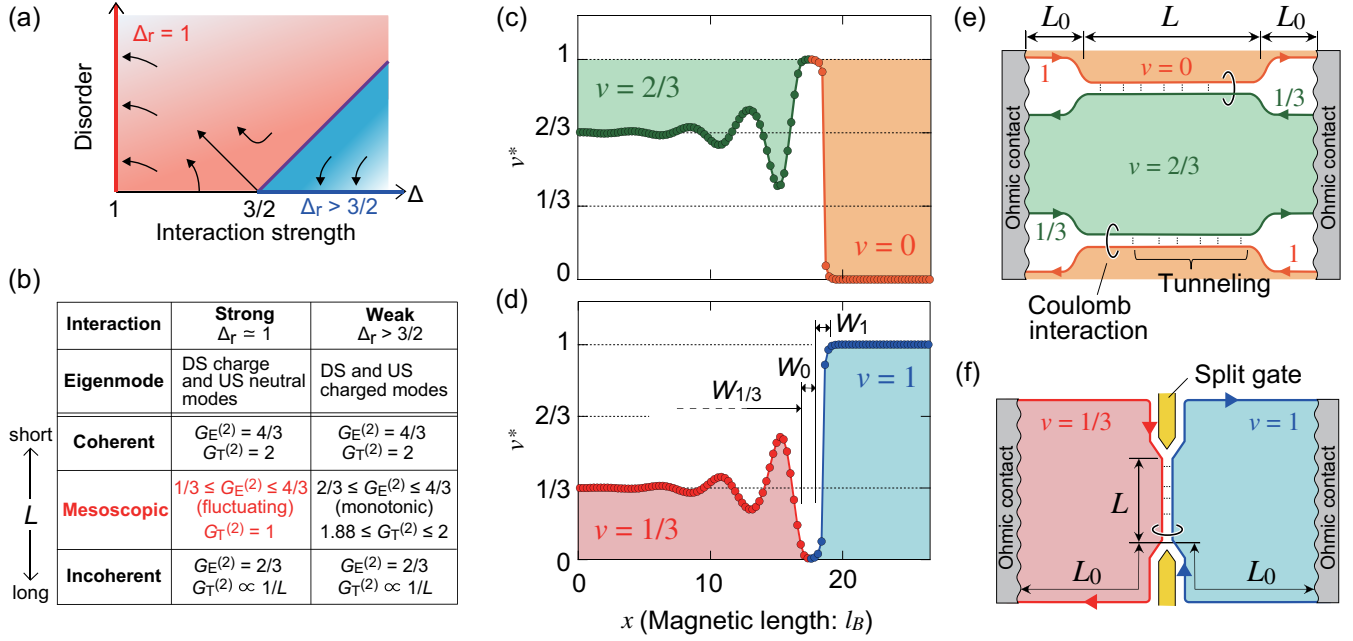 (a)
Disorder
Δr = 1
Δ
1
3/2
Δr > 3/2
Interaction strength
(b)
Interaction
Strong
Δr ≃ 1
Weak
Δr > 3/2
Eigenmode
DS charge
and US neutral
modes
DS and US
charged modes
short
L
long
Coherent
GE(2) = 4/3
GT(2) = 2
GE(2) = 4/3
GT(2) = 2
Mesoscopic
1/3 ≤ GE(2) ≤ 4/3
(fluctuating)
GT(2) = 1
2/3 ≤ GE(2) ≤ 4/3
(monotonic)
1.88 ≤ GT(2) ≤ 2
Incoherent
GE(2) = 2/3
GT(2) ∝ 1/L
GE(2) = 2/3
GT(2) ∝ 1/L
(c)
ν*
1
2/3
1/3
0
ν = 2/3
ν = 0
0
10
20
(d)
ν*
1
2/3
1/3
0
W1
W0
W1/3
ν = 1
ν = 1/3
0
10
20
x (Magnetic length: lB)
(e)
L0
L
L0
Ohmic contact
1
ν = 0
1/3
ν = 2/3
1/3
1
Tunneling
Coulomb
interaction
Ohmic contact
(f)
Split gate
Ohmic contact
ν = 1/3
ν = 1
L
L0
L0
Ohmic contact